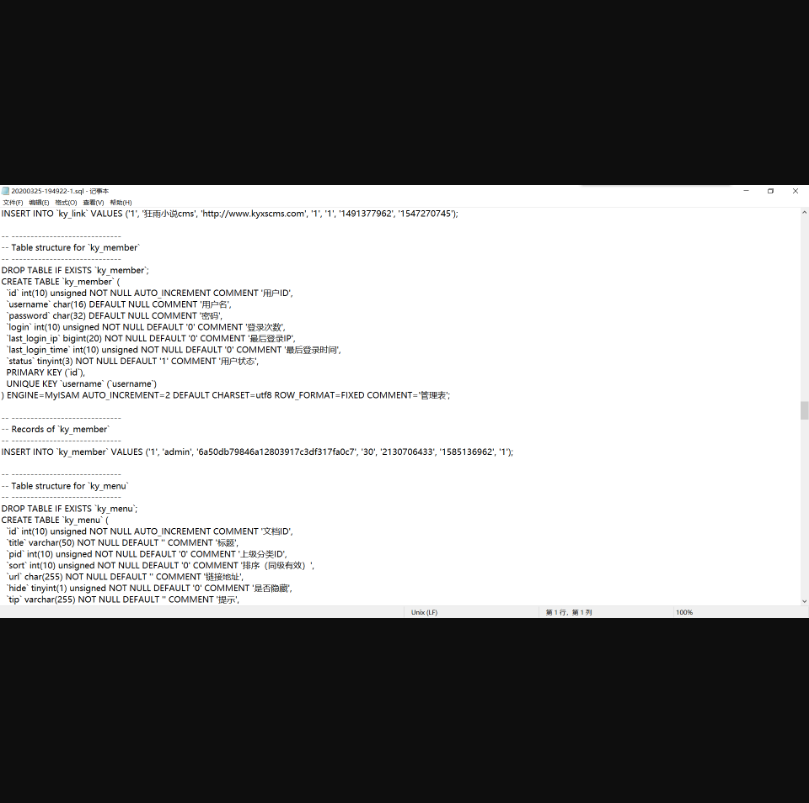 20200325-194922-1.sql - 记事本
文件(F) 编辑(E) 格式(O) 查看(V) 帮助(H)
INSERT INTO `ky_link` VALUES ('1', '狂雨小说cms', 'http://www.kyxscms.com', '1', '1', '1491377962', '1547270745');
-- ----------------------------
-- Table structure for `ky_member`
-- ----------------------------
DROP TABLE IF EXISTS `ky_member`;
CREATE TABLE `ky_member` (
`id` int(10) unsigned NOT NULL AUTO_INCREMENT COMMENT '用户ID',
`username` char(16) DEFAULT NULL COMMENT '用户名',
`password` char(32) DEFAULT NULL COMMENT '密码',
`login` int(10) unsigned NOT NULL DEFAULT '0' COMMENT '登录次数',
`last_login_ip` bigint(20) NOT NULL DEFAULT '0' COMMENT '最后登录IP',
`last_login_time` int(10) unsigned NOT NULL DEFAULT '0' COMMENT '最后登录时间',
`status` tinyint(3) NOT NULL DEFAULT '1' COMMENT '用户状态',
PRIMARY KEY (`id`),
UNIQUE KEY `username` (`username`)
) ENGINE=MyISAM AUTO_INCREMENT=2 DEFAULT CHARSET=utf8 ROW_FORMAT=FIXED COMMENT='管理表';
-- ----------------------------
-- Records of `ky_member`
-- ----------------------------
INSERT INTO `ky_member` VALUES ('1', 'admin', '6a50db79846a12803917c3df317fa0c7', '30', '2130706433', '1585136962', '1');
-- ----------------------------
-- Table structure for `ky_menu`
-- ----------------------------
DROP TABLE IF EXISTS `ky_menu`;
CREATE TABLE `ky_menu` (
`id` int(10) unsigned NOT NULL AUTO_INCREMENT COMMENT '文档ID',
`title` varchar(50) NOT NULL DEFAULT '' COMMENT '标题',
`pid` int(10) unsigned NOT NULL DEFAULT '0' COMMENT '上级分类ID',
`sort` int(10) unsigned NOT NULL DEFAULT '0' COMMENT '排序（同级有效）',
`url` char(255) NOT NULL DEFAULT '' COMMENT '链接地址',
`hide` tinyint(1) unsigned NOT NULL DEFAULT '0' COMMENT '是否隐藏',
`tip` varchar(255) NOT NULL DEFAULT '' COMMENT '提示',
Unix (LF) 第 1 行，第 1 列 100%